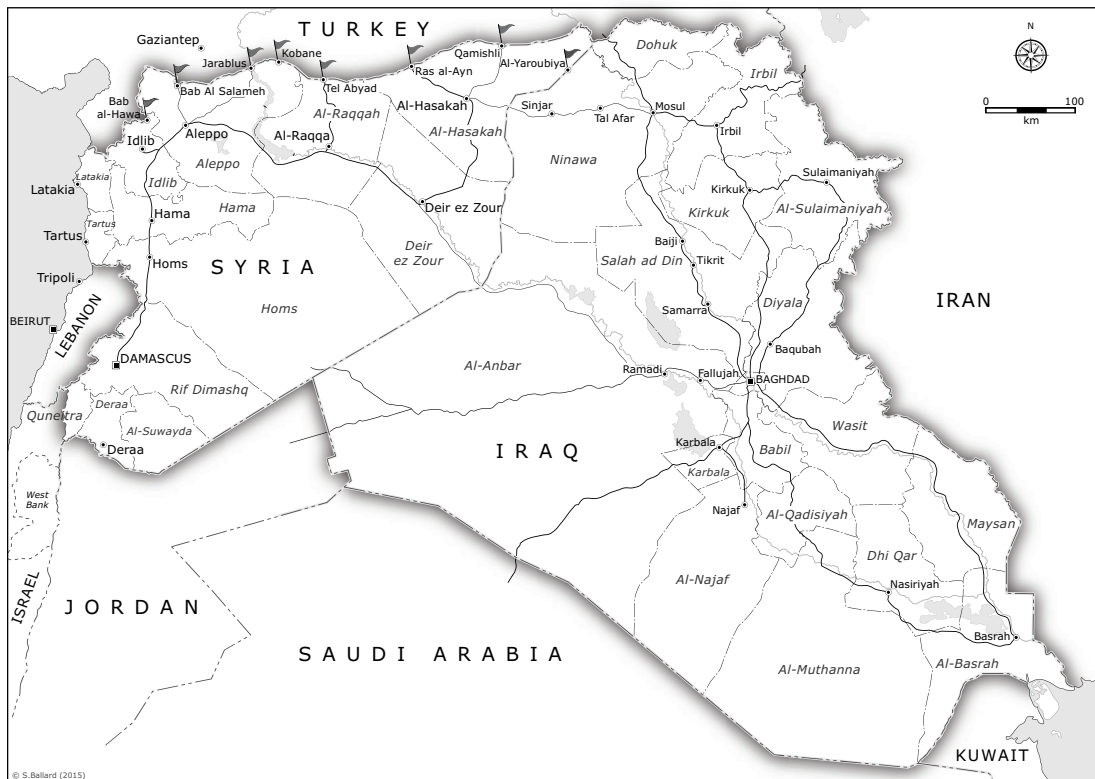 TURKEY
Gaziantep
Jarablus
Kobane
Qamishli
Al-Yaroubiya
Dohuk
Irbil
N
0 100
km
Bab Al Salameh
Tel Abyad
Ras al-Ayn
Bab
al-Hawa
Al-Raqqah
Al-Hasakah
Sinjar
Tal Afar
Mosul
Irbil
Idlib
Aleppo
Al-Raqqa
Al-Hasakah
Aleppo
Ninawa
Latakia
Latakia
Idlib
Sulaimaniyah
Kirkuk
Hama
Hama
Deir ez Zour
Kirkuk
Al-Sulaimaniyah
Tartus
Tartus
Deir
ez Zour
Baiji
Salah ad Din
Tikrit
SYRIA
Homs
Tripoli
Homs
Samarra
Diyala
IRAN
BEIRUT
LEBANON
DAMASCUS
Al-Anbar
Baqubah
Ramadi
Fallujah
BAGHDAD
Rif Dimashq
Quneitra
Deraa
Al-Suwayda
Deraa
Wasit
IRAQ
Karbala
Babil
Karbala
West
Bank
Najaf
Al-Qadisiyah
Maysan
Dhi Qar
Al-Najaf
Nasiriyah
ISRAEL
JORDAN
Basrah
SAUDI ARABIA
Al-Muthanna
Al-Basrah
KUWAIT
© S.Ballard (2015)